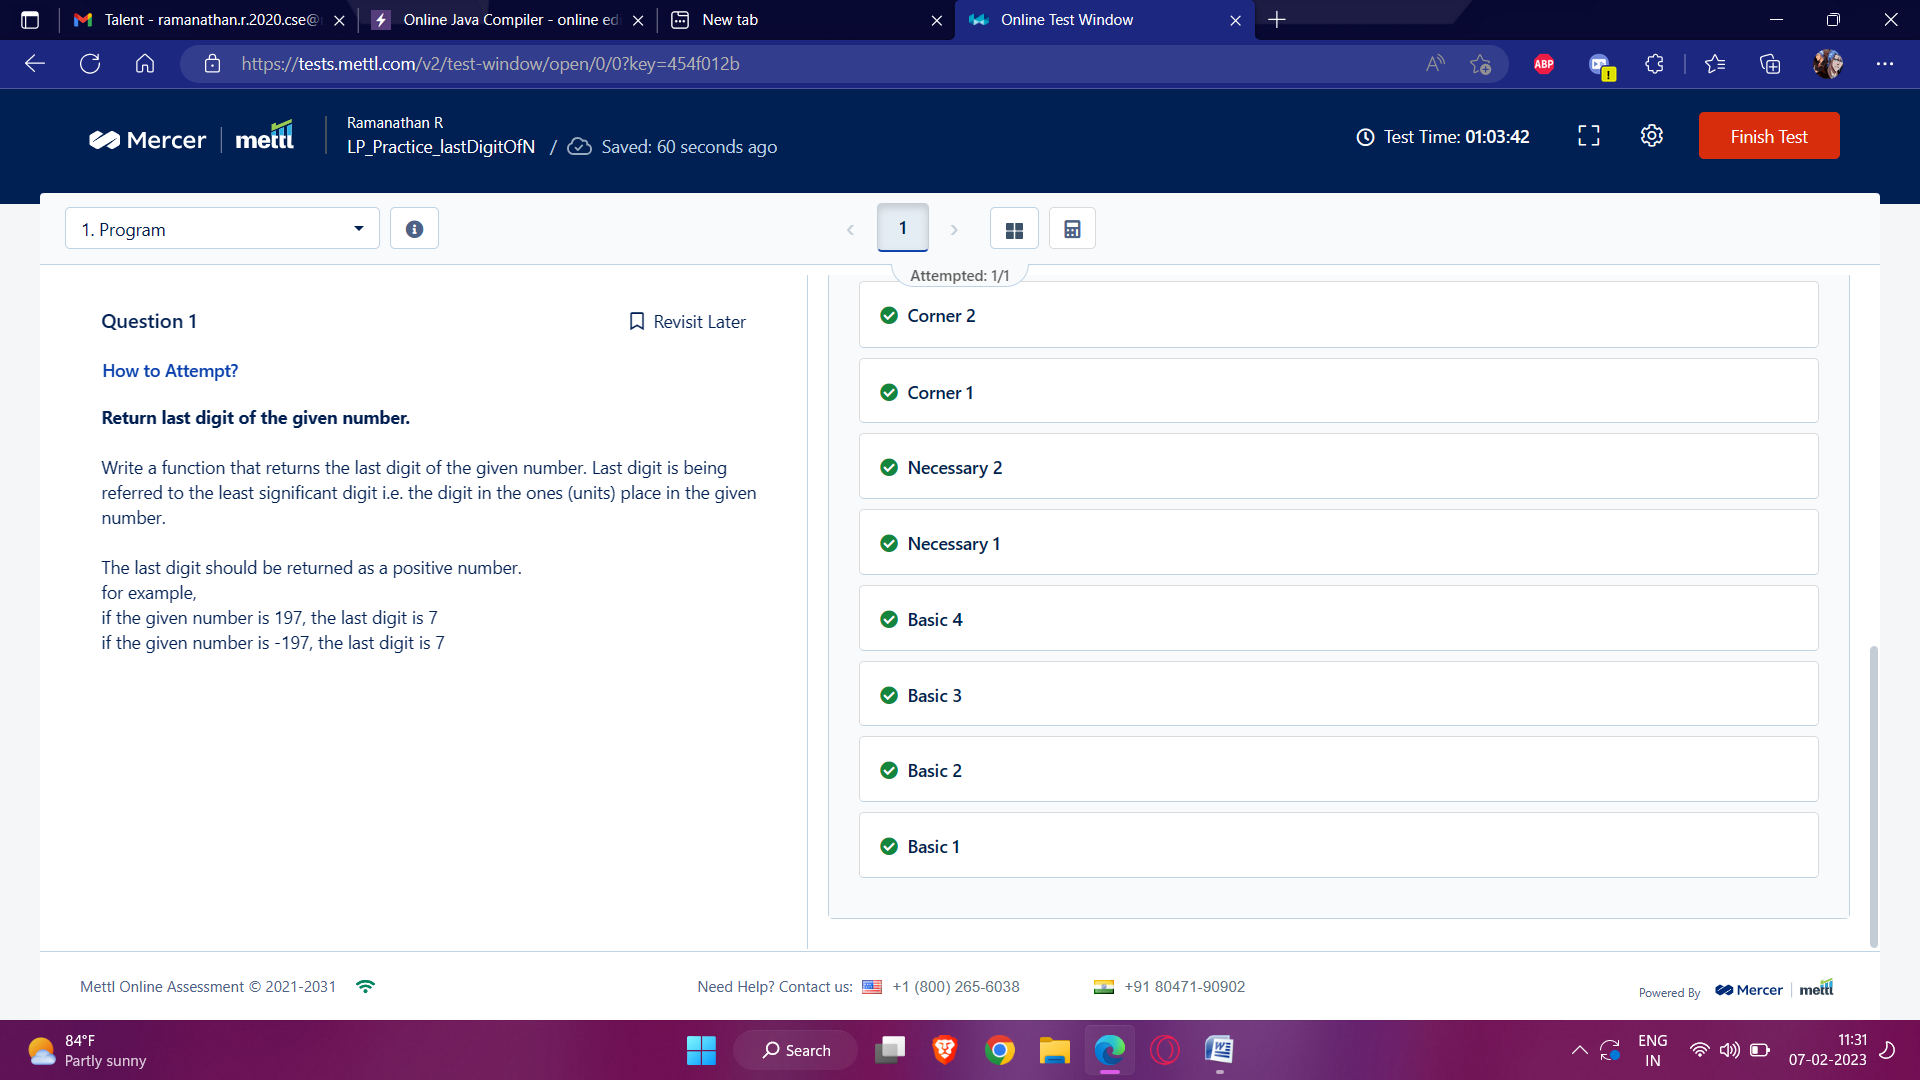 Talent - ramanathan.r.2020.cse@
Online Java Compiler - online edi
New tab
Online Test Window
https://tests.mettl.com/v2/test-window/open/0/0?key=454f012b
ABP
Mercer | mettl
Ramanathan R
LP_Practice_lastDigitOfN / Saved: 60 seconds ago
Test Time: 01:03:42
Finish Test
1. Program
1
Attempted: 1/1
Question 1
Revisit Later
How to Attempt?
Return last digit of the given number.
Write a function that returns the last digit of the given number. Last digit is being
referred to the least significant digit i.e. the digit in the ones (units) place in the given
number.
The last digit should be returned as a positive number.
for example,
if the given number is 197, the last digit is 7
if the given number is -197, the last digit is 7
Corner 2
Corner 1
Necessary 2
Necessary 1
Basic 4
Basic 3
Basic 2
Basic 1
Mettl Online Assessment © 2021-2031
Need Help? Contact us: +1 (800) 265-6038
+91 80471-90902
Powered By Mercer | mettl
84°F
Partly sunny
Search
ENG
IN
11:31
07-02-2023